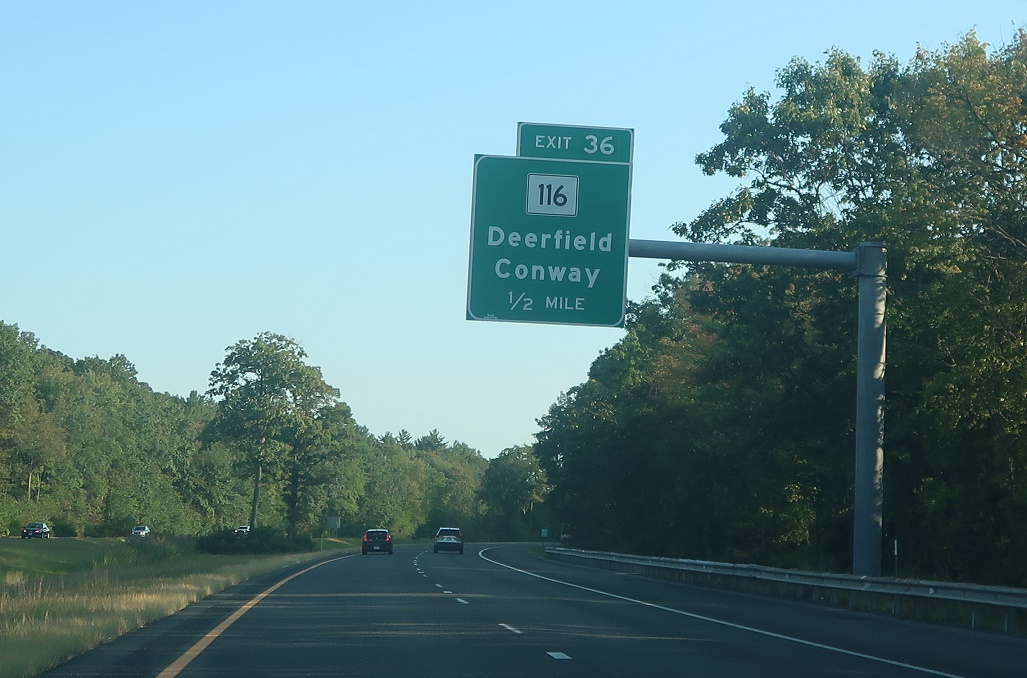 EXIT 36
116
Deerfield
Conway
1/2 MILE